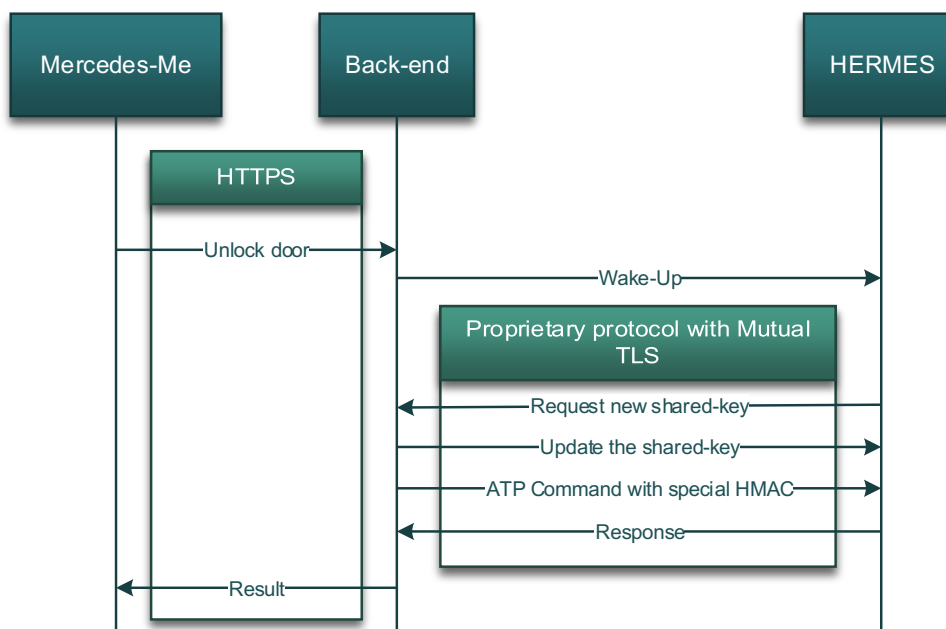 Mercedes-Me
Back-end
HERMES
HTTPS
Unlock door
Wake-Up
Proprietary protocol with Mutual
TLS
Request new shared-key
Update the shared-key
ATP Command with special HMAC
Response
Result